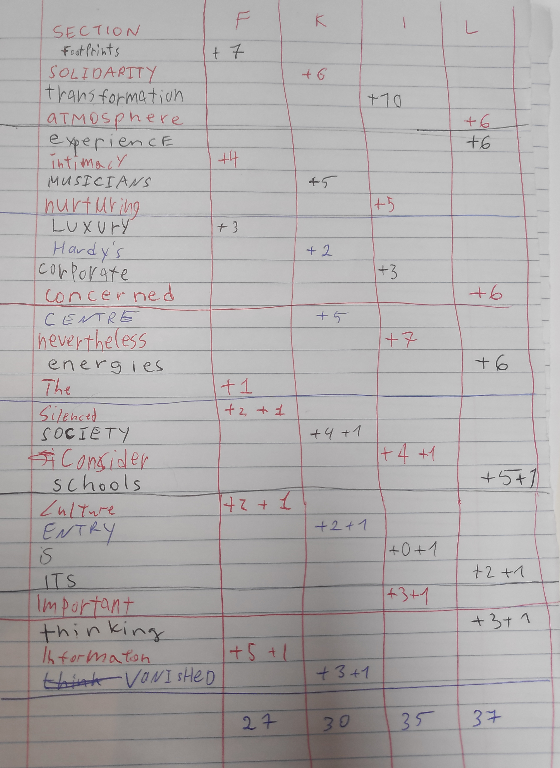 SECTION F K I L
Footprints +7
SOLIDARITY +6
transformation +10
ATMOSphere +6
experienCE +6
intimacy +4
MUSICIANS +5
nurturing +5
LUXURY +3
Hardy's +2
corporate +3
concerned +6
CENTRE +5
nevertheless +7
energies +6
The +1
Silenced +2 +1
SOCIETY +4 +1
Consider +4 +1
schools +5+1
Culture +2 + 1
ENTRY +2+1
iS +0+1
ITS +2 +1
Important +3+1
thinking +3+1
Information +5 +1
think VONISHED +3+1
27 30 35 37